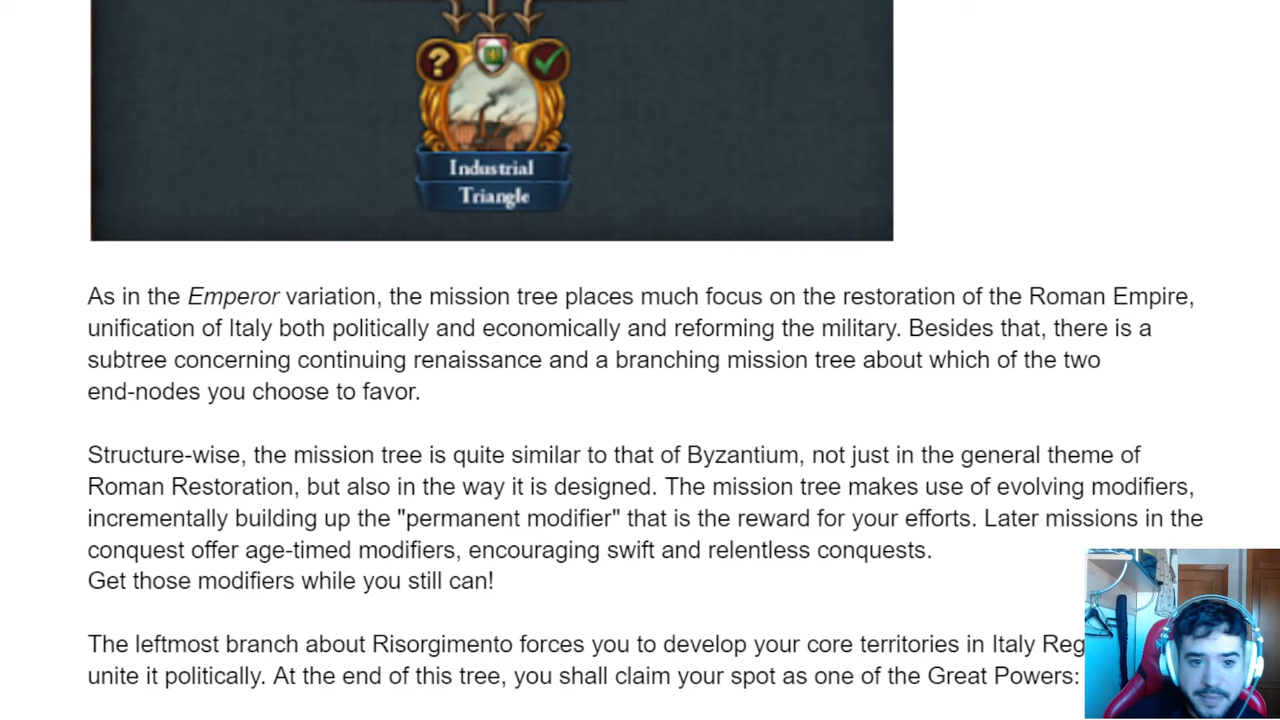 Industrial
Triangle
As in the Emperor variation, the mission tree places much focus on the restoration of the Roman Empire,
unification of Italy both politically and economically and reforming the military. Besides that, there is a
subtree concerning continuing renaissance and a branching mission tree about which of the two
end-nodes you choose to favor.
Structure-wise, the mission tree is quite similar to that of Byzantium, not just in the general theme of
Roman Restoration, but also in the way it is designed. The mission tree makes use of evolving modifiers,
incrementally building up the "permanent modifier" that is the reward for your efforts. Later missions in the
conquest offer age-timed modifiers, encouraging swift and relentless conquests.
Get those modifiers while you still can!
The leftmost branch about Risorgimento forces you to develop your core territories in Italy Reg
unite it politically. At the end of this tree, you shall claim your spot as one of the Great Powers: